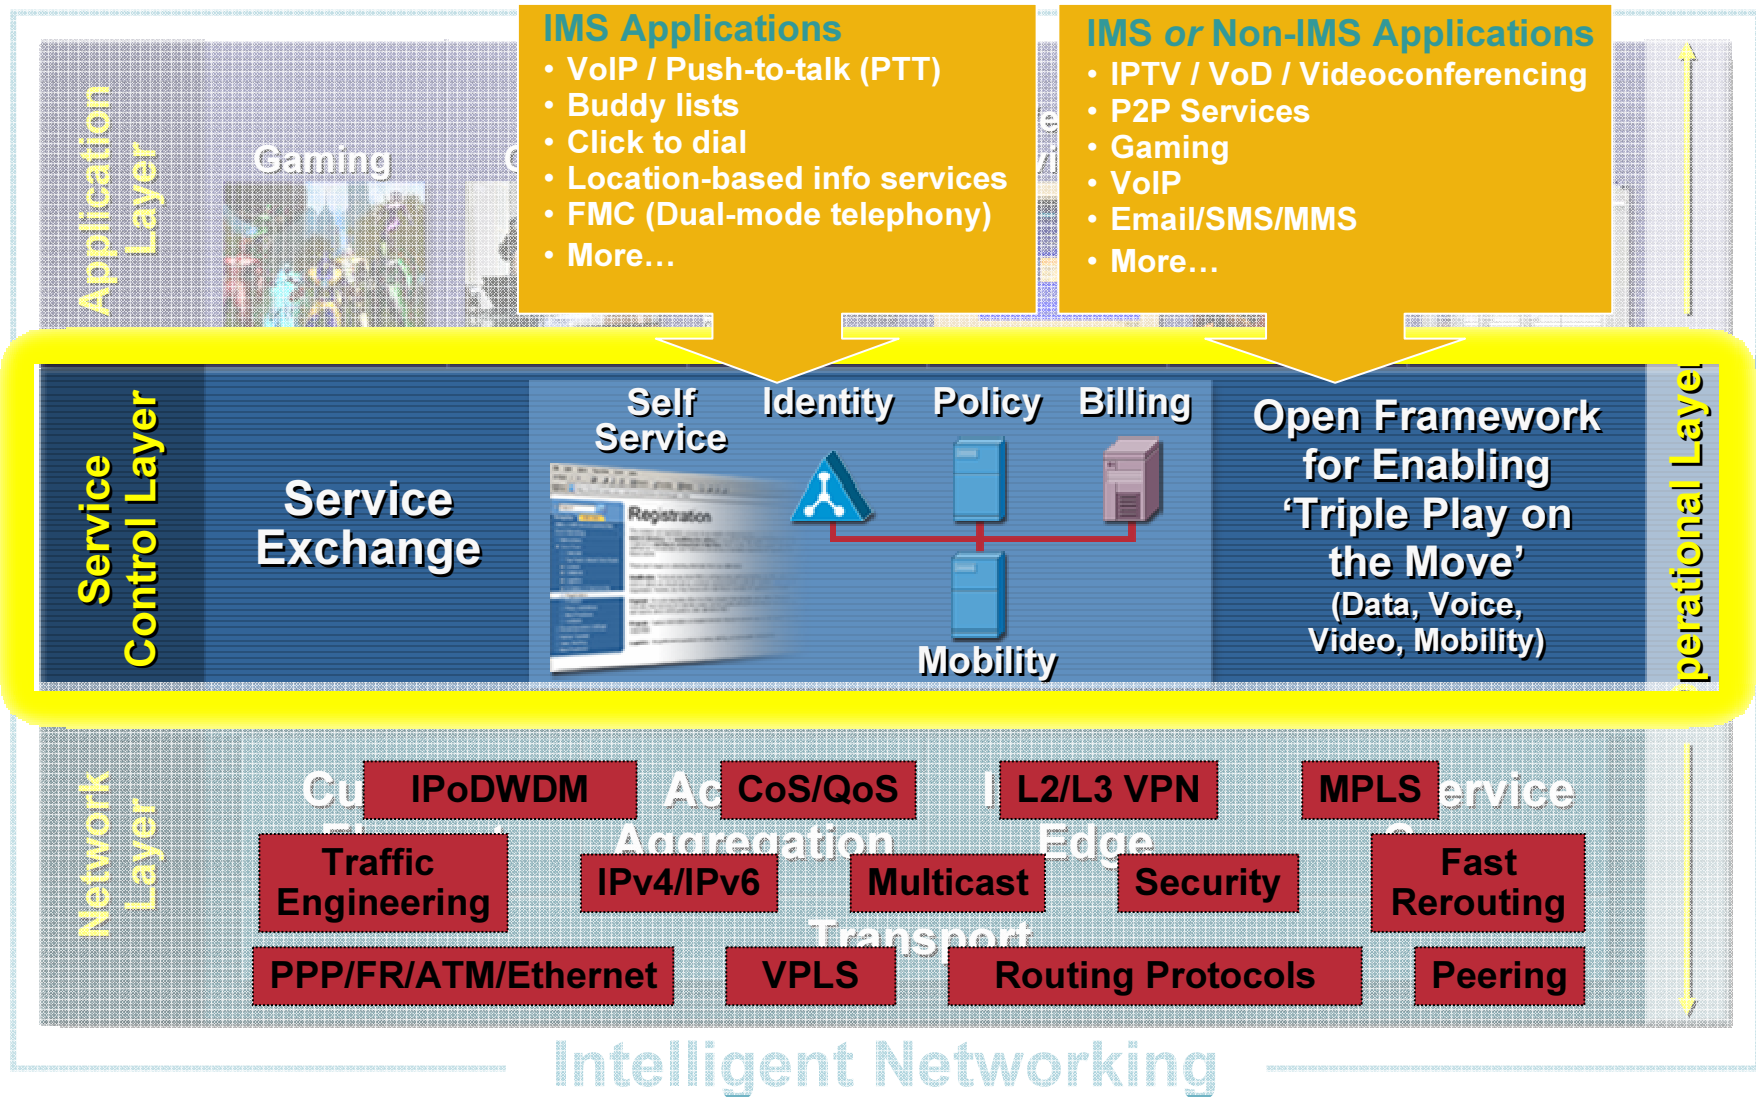 IMS Applications
• VoIP / Push-to-talk (PTT)
• Buddy lists
• Click to dial
• Location-based info services
• FMC (Dual-mode telephony)
• More…
IMS or Non-IMS Applications
• IPTV / VoD / Videoconferencing
• P2P Services
• Gaming
• VoIP
• Email/SMS/MMS
• More…
Application
Layer
Gaming
Service
Control Layer
Service
Exchange
Self
Service
Registration
Identity
Policy
Billing
Mobility
Open Framework
for Enabling
‘Triple Play on
the Move’
(Data, Voice,
Video, Mobility)
Operational Layer
Network
Layer
IPoDWDM
CoS/QoS
L2/L3 VPN
MPLS
Aggregation
Edge
Traffic
Engineering
IPv4/IPv6
Multicast
Security
Fast
Rerouting
Transport
PPP/FR/ATM/Ethernet
VPLS
Routing Protocols
Peering
Intelligent Networking